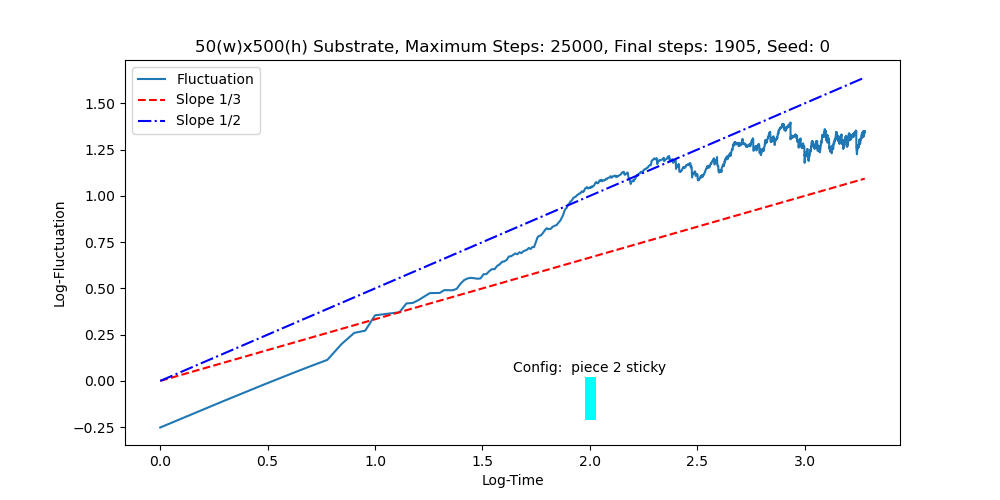 50(w)x500(h) Substrate, Maximum Steps: 25000, Final steps: 1905, Seed: 0
Fluctuation
Slope 1/3
Slope 1/2
1.50
1.25
1.00
0.75
0.50
0.25
0.00
−0.25
Log-Fluctuation
Config:  piece 2 sticky
0.0 0.5 1.0 1.5 2.0 2.5 3.0
Log-Time